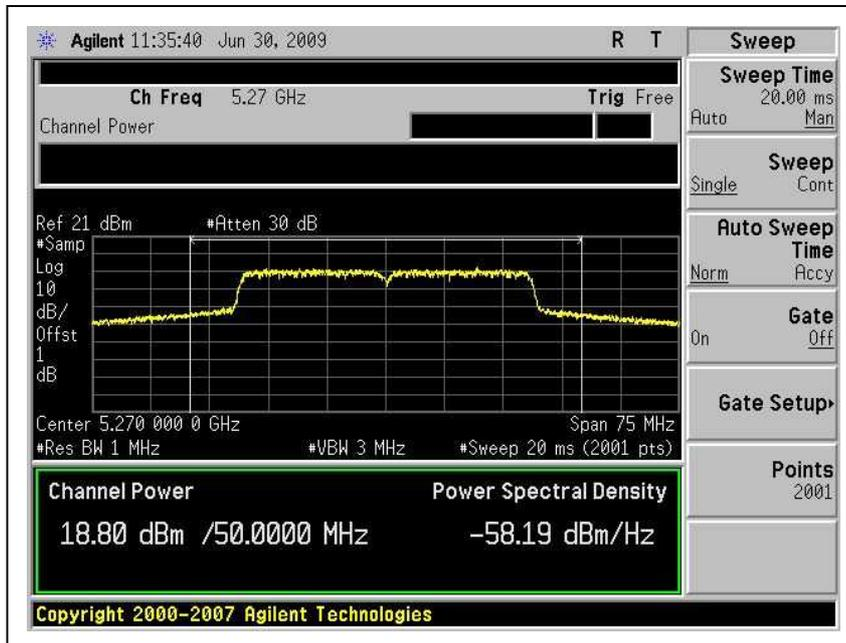 Agilent 11:35:40 Jun 30, 2009 R T
Ch Freq 5.27 GHz Trig Free
Channel Power
Ref 21 dBm #Atten 30 dB
#Samp
Log
10
dB/
Offst
1
dB
Center 5.270 000 0 GHz Span 75 MHz
#Res BW 1 MHz #VBW 3 MHz #Sweep 20 ms (2001 pts)
Channel Power Power Spectral Density
18.80 dBm /50.0000 MHz -58.19 dBm/Hz
Copyright 2000-2007 Agilent Technologies
Sweep
Sweep Time
20.00 ms
Auto Man
Sweep
Single Cont
Auto Sweep
Time
Norm Accy
Gate
On Off
Gate Setup
Points
2001